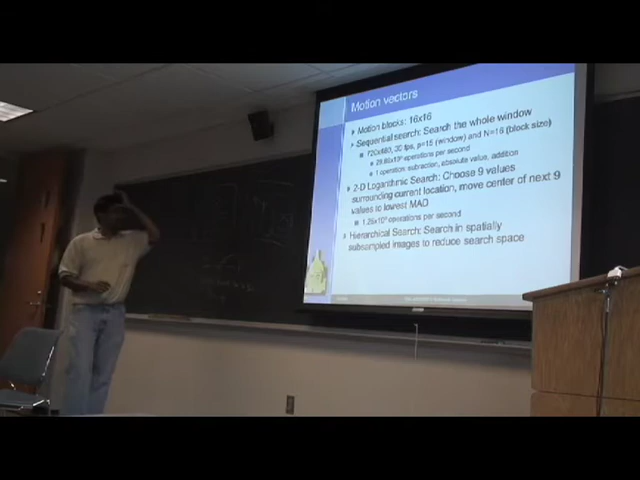 Motion vectors
Motion blocks: 16x16
Sequential search: Search the whole window
720x480, 30 fps, p=15 (window) and N=16 (block size)
operations per second
1 operation: subtraction, absolute value, addition
2-D Logarithmic Search: Choose 9 values
surrounding current location, move center of next 9
values to lowest MAD
operations per second
Hierarchical Search: Search in spatially
subsampled images to reduce search space